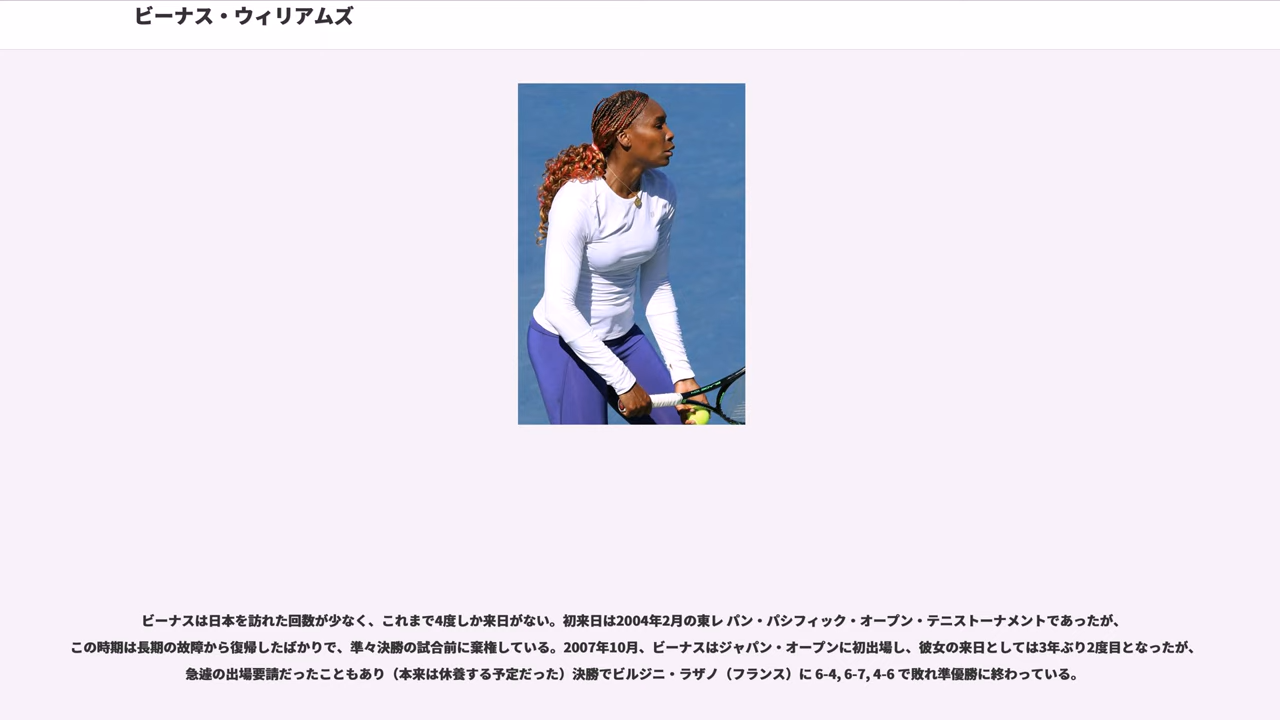 ビーナス・ウィリアムズ
ビーナスは日本を訪れた回数が少なく、これまで4度しか来日がない。初来日は2004年2月の東レ パン・パシフィック・オープン・テニストーナメントであったが、
この時期は長期の故障から復帰したばかりで、準々決勝の試合前に棄権している。2007年10月、ビーナスはジャパン・オープンに初出場し、彼女の来日としては3年ぶり2度目となったが、
急遽の出場要請だったこともあり（本来は休養する予定だった）決勝でビルジニ・ラザノ（フランス）に 6-4, 6-7, 4-6 で敗れ準優勝に終わっている。